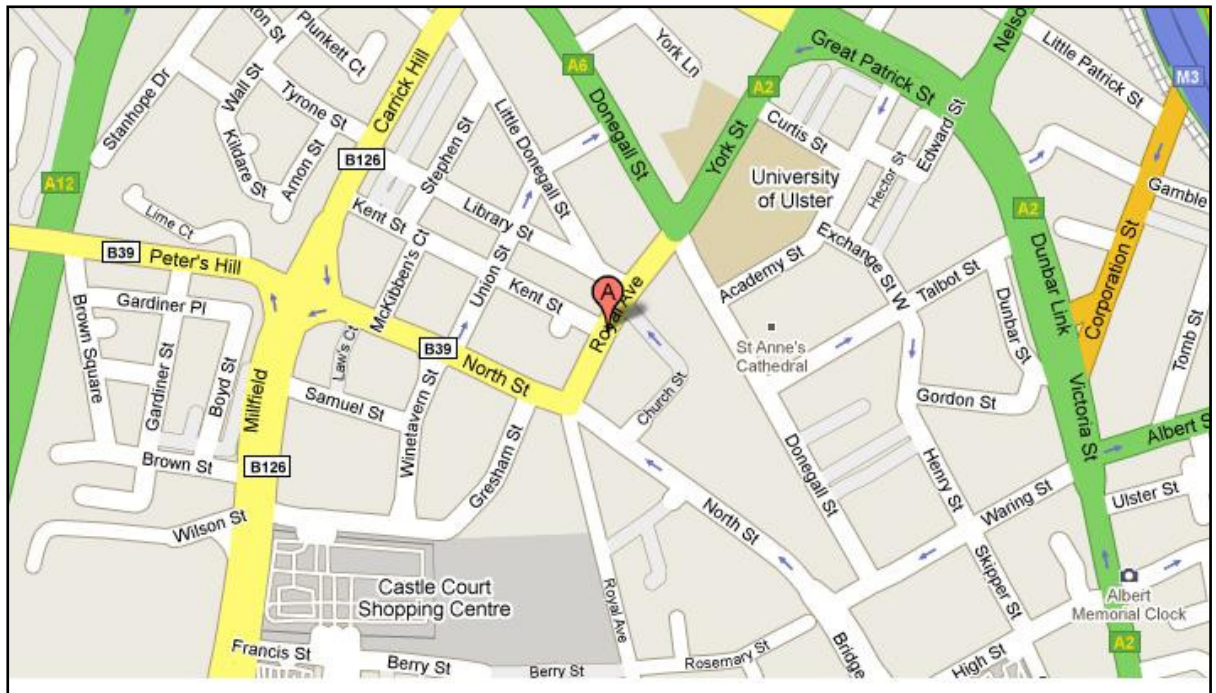 ton St
Plunkett Ct
Wall St
Stanhope Dr
Tyrone St
Kildare St
Arnon St
Carrick Hill
B126
A12
Lime Ct
B39
Peter's Hill
Gardiner Pl
Brown Square
Gardiner St
Boyd St
Brown St
Millfield
B126
Wilson St
Stephen St
Little Donegall St
Library St
Kent St
McKibben's Ct
Union St
Kent St
Law's Ct
B39
North St
Samuel St
Winetavern St
Gresham St
Castle Court
Shopping Centre
Francis St
Berry St
Berry St
A6
Donegall St
York Ln
A2
York St
Great Patrick St
Nelson
Little Patrick St
M3
Curtis St
Edward St
Hector St
University
of Ulster
Exchange St W
Academy St
Talbot St
A2
Dunbar Link
Gamble
Corporation St
Dunbar St
Tomb St
A
Royal Ave
St Anne's
Cathedral
Church St
Gordon St
Victoria St
Albert S
Donegall St
Henry St
Waring St
Ulster St
North St
Skipper St
Royal Ave
Albert
Memorial Clock
A2
Rosemary St
Bridge
High St